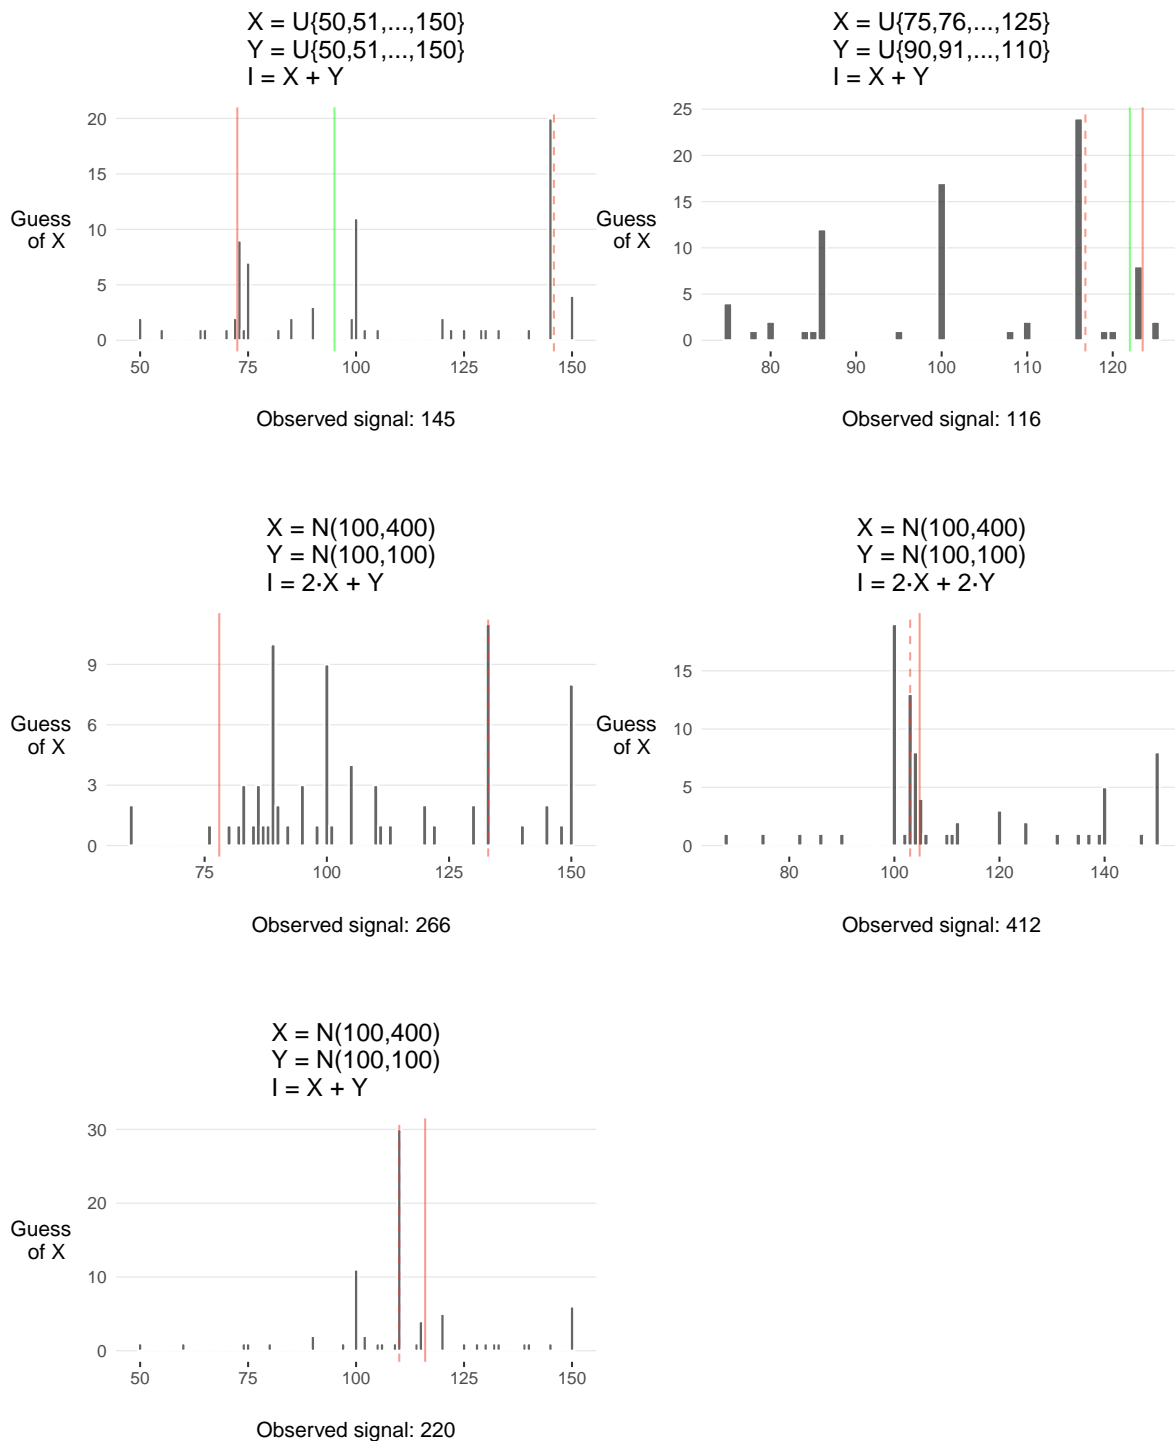 X = U{50,51,...,150}
Y = U{50,51,...,150}
I = X + Y
20
15
10
5
0
Guess
of X
50 75 100 125 150
Observed signal: 145
X = U{75,76,...,125}
Y = U{90,91,...,110}
I = X + Y
25
20
15
10
5
0
Guess
of X
80 90 100 110 120
Observed signal: 116
X = N(100,400)
Y = N(100,100)
I = 2·X + Y
9
6
3
0
Guess
of X
75 100 125 150
Observed signal: 266
X = N(100,400)
Y = N(100,100)
I = 2·X + 2·Y
15
10
5
0
Guess
of X
80 100 120 140
Observed signal: 412
X = N(100,400)
Y = N(100,100)
I = X + Y
30
20
10
0
Guess
of X
50 75 100 125 150
Observed signal: 220